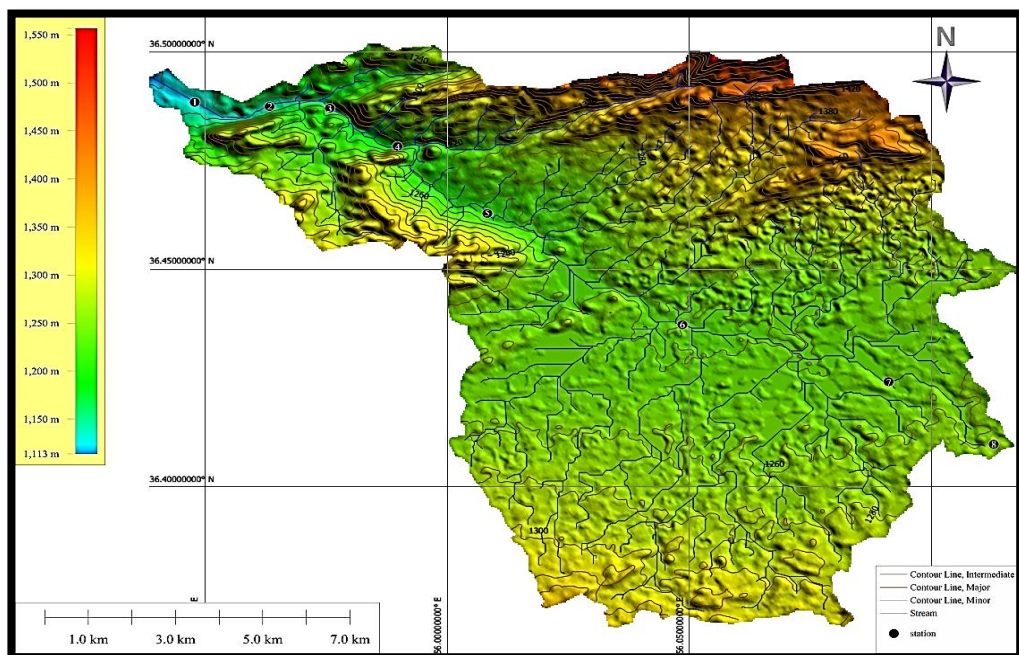 1,550 m
1,500 m
1,450 m
1,400 m
1,350 m
1,300 m
1,250 m
1,200 m
1,150 m
1,113 m
36.50000000° N
36.45000000° N
36.40000000° N
N
1
2
3
4
5
6
7
8
1380
1260
1260
1280
1300
E
56.00000000° E
56.05000000° E
1.0 km
3.0 km
5.0 km
7.0 km
Contour Line, Intermediate
Contour Line, Major
Contour Line, Minor
Stream
station